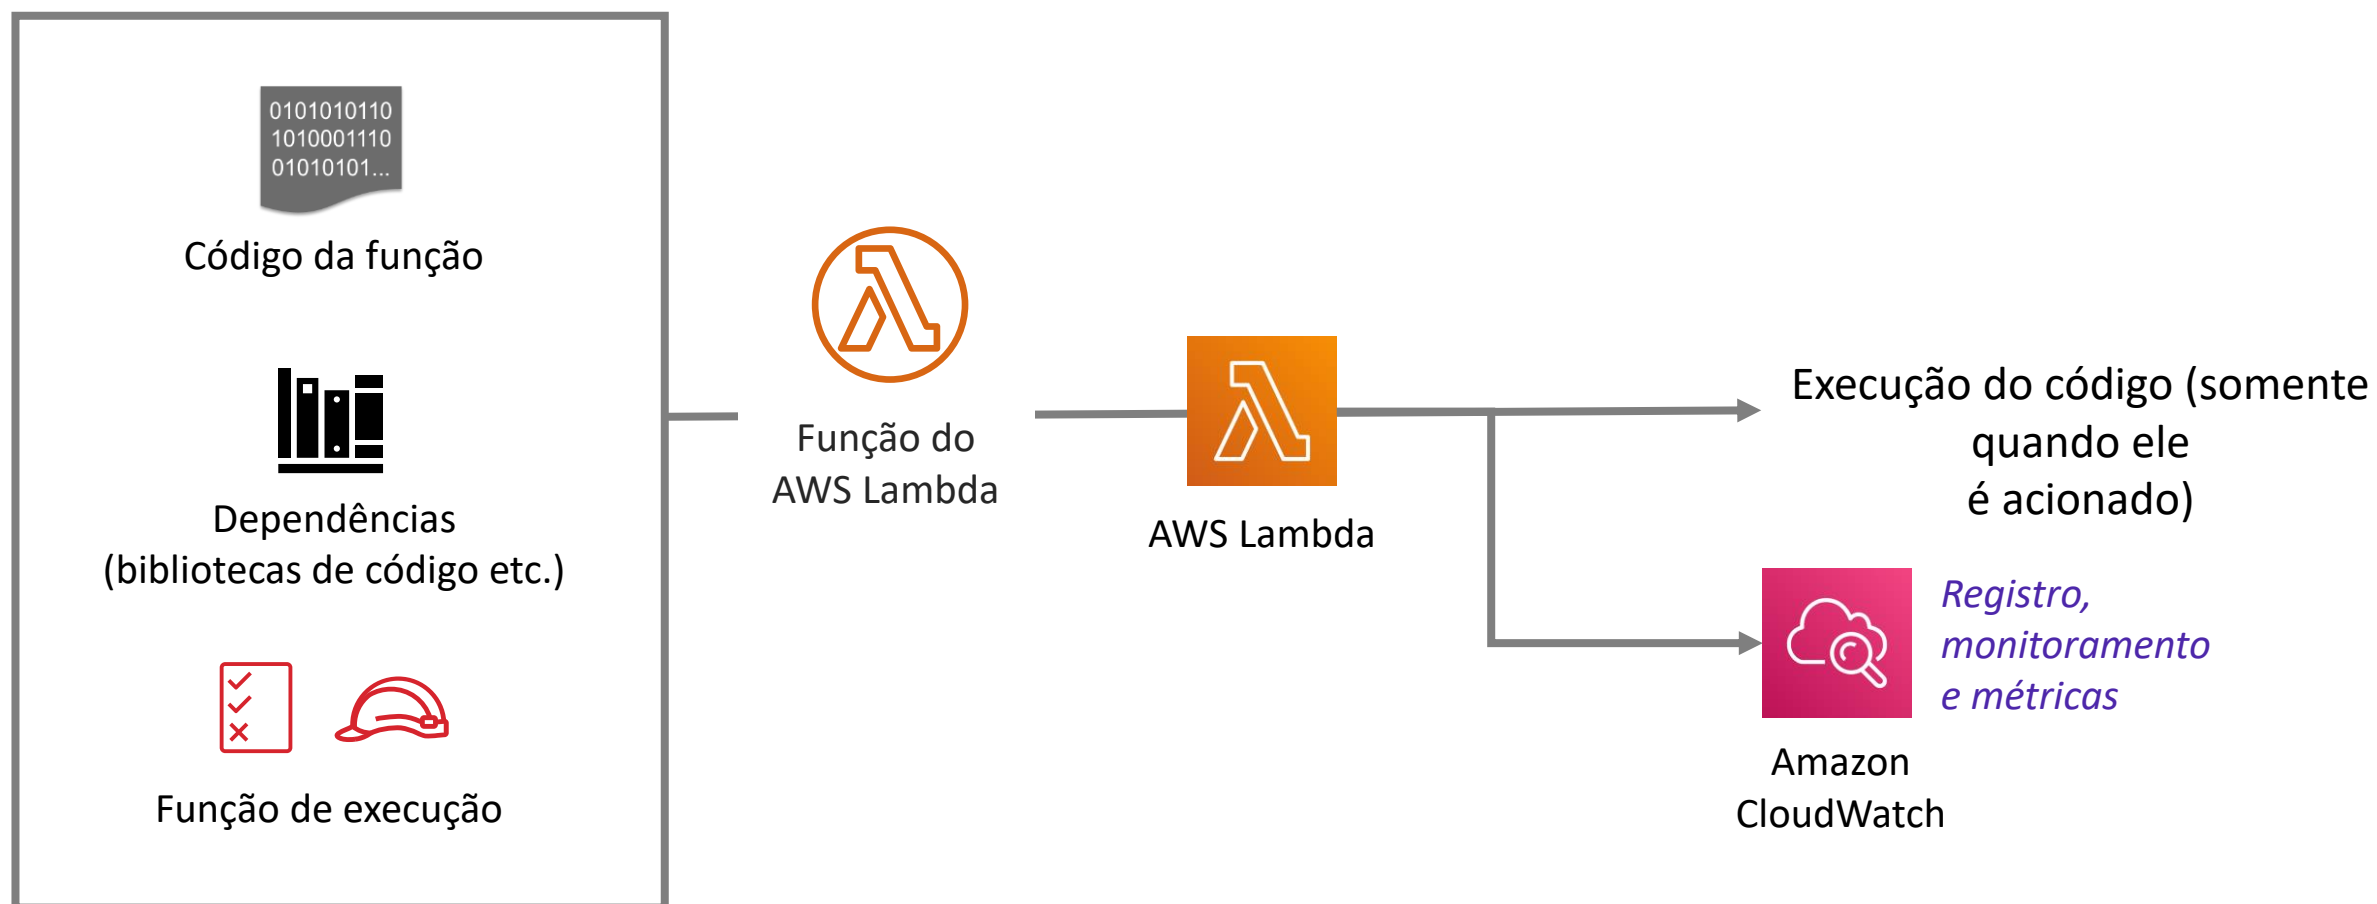 0101010110
1010001110
01010101...
Código da função
Dependências
(bibliotecas de código etc.)
Função de execução
Função do
AWS Lambda
AWS Lambda
Execução do código (somente
quando ele
é acionado)
Registro,
monitoramento
e métricas
Amazon
CloudWatch